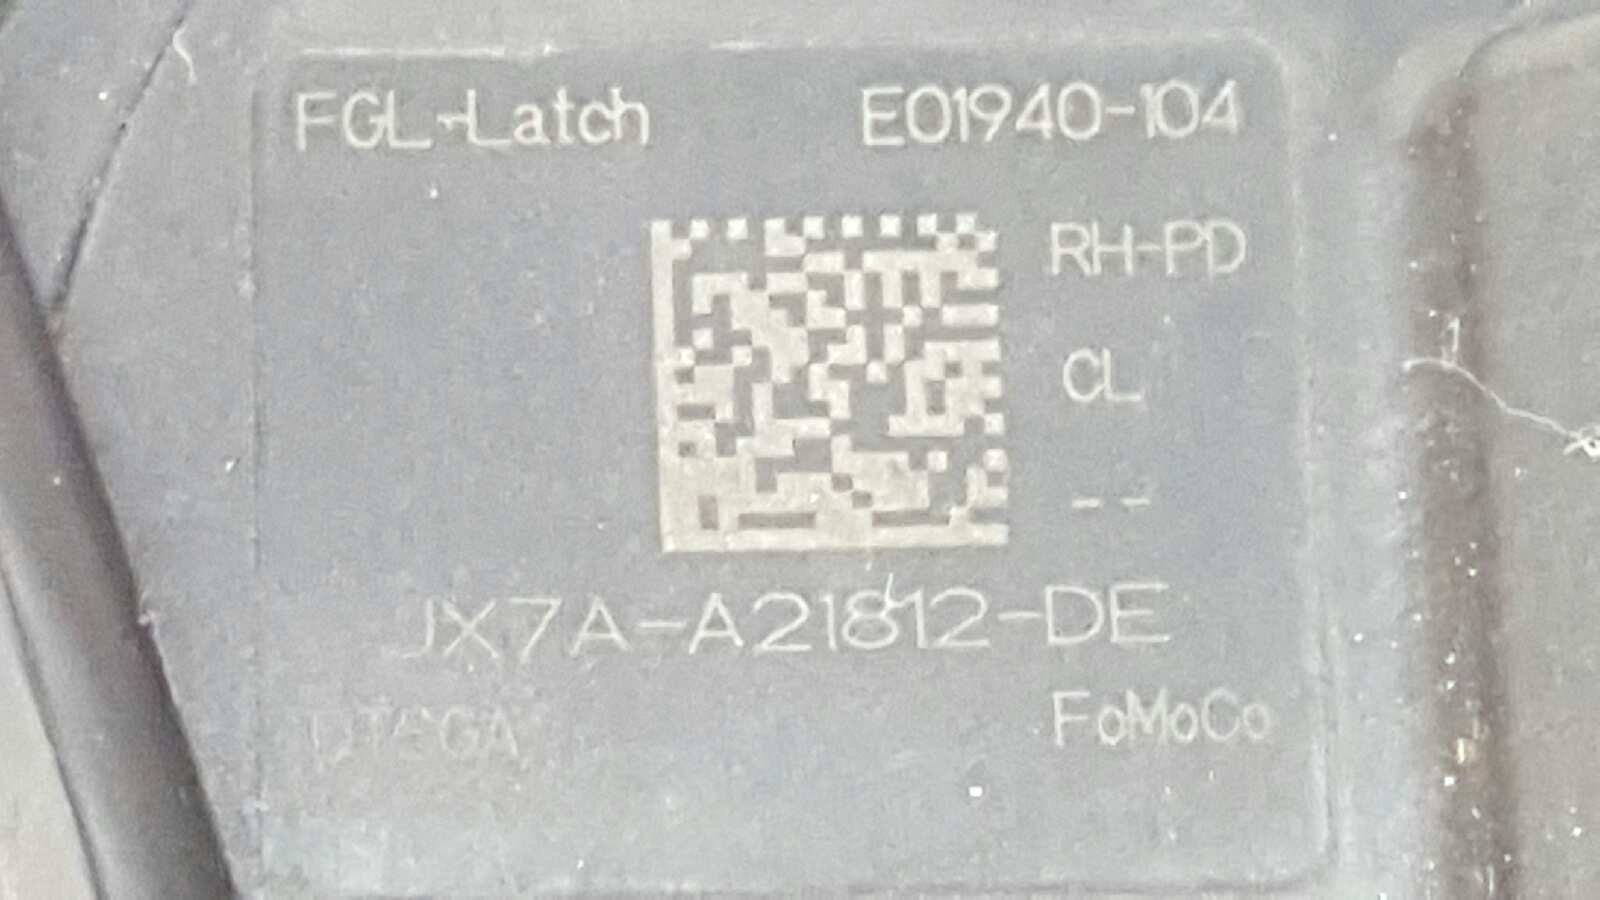 FGL-Latch E01940-104
RH-PD
CL
--
JX7A-A21812-DE
FoMoCo